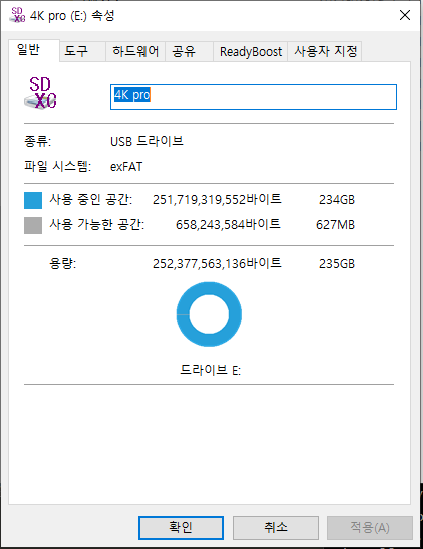 4K pro (E:) 속성
일반 도구 하드웨어 공유 ReadyBoost 사용자 지정
SD
XC
4K pro
종류: USB 드라이브
파일 시스템: exFAT
사용 중인 공간: 251,719,319,552바이트 234GB
사용 가능한 공간: 658,243,584바이트 627MB
용량: 252,377,563,136바이트 235GB
드라이브 E:
확인 취소 적용(A)